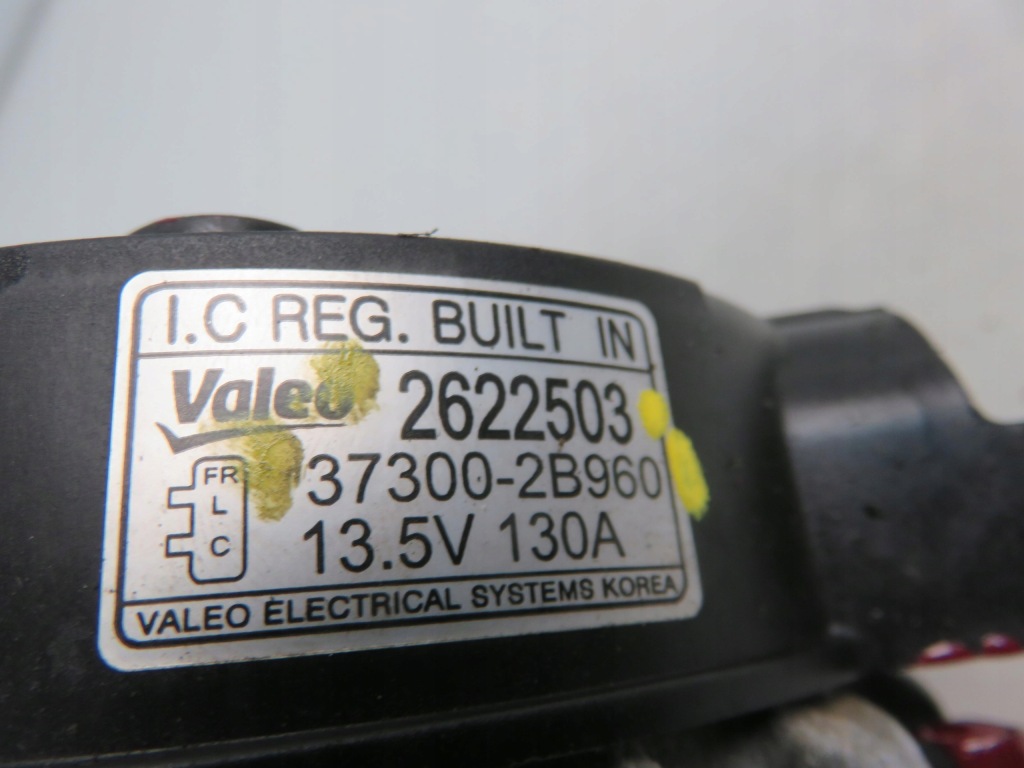 I.C REG. BUILT IN
Valeo 2622503
FR 37300-2B960
L
C 13.5V 130A
VALEO ELECTRICAL SYSTEMS KOREA